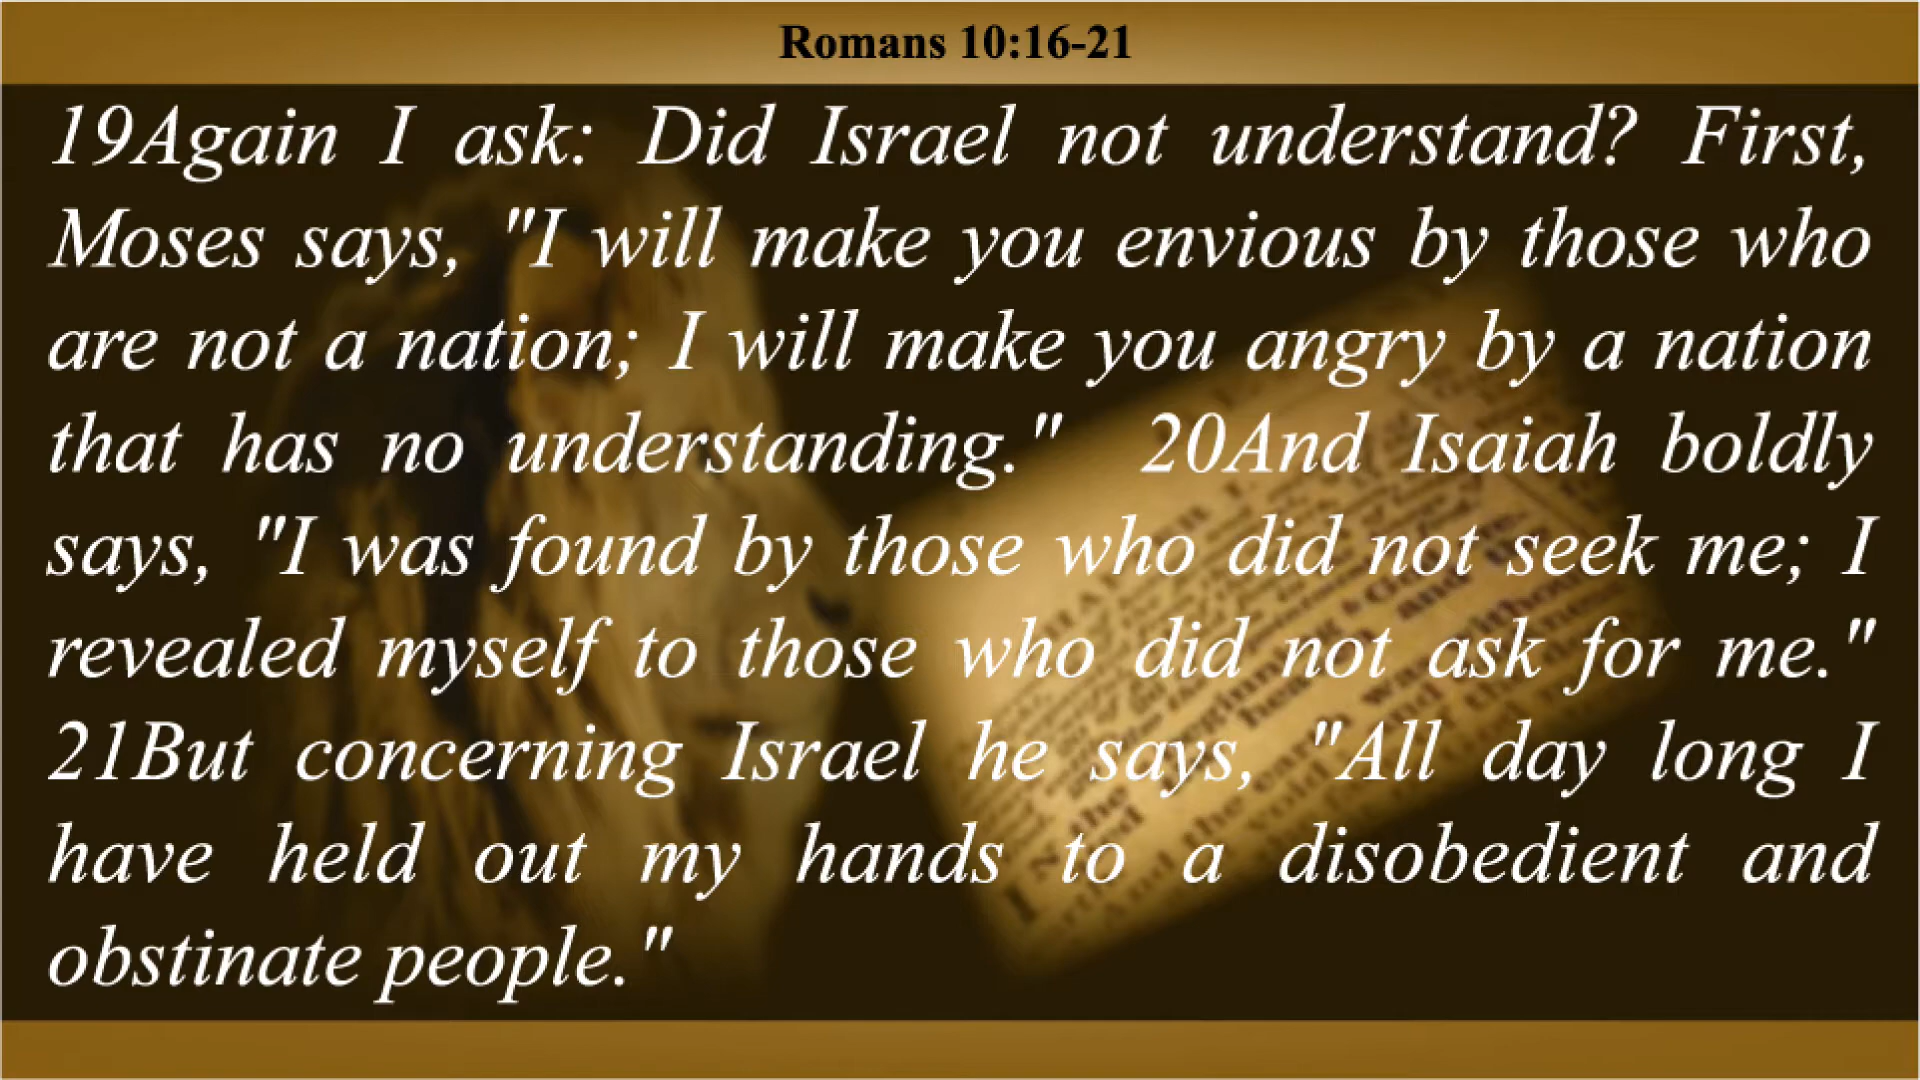 Romans 10:16-21
19Again I ask: Did Israel not understand? First,
Moses says, "I will make you envious by those who
are not a nation; I will make you angry by a nation
that has no understanding." 20And Isaiah boldly
says, "I was found by those who did not seek me; I
revealed myself to those who did not ask for me."
21But concerning Israel he says, "All day long I
have held out my hands to a disobedient and
obstinate people."